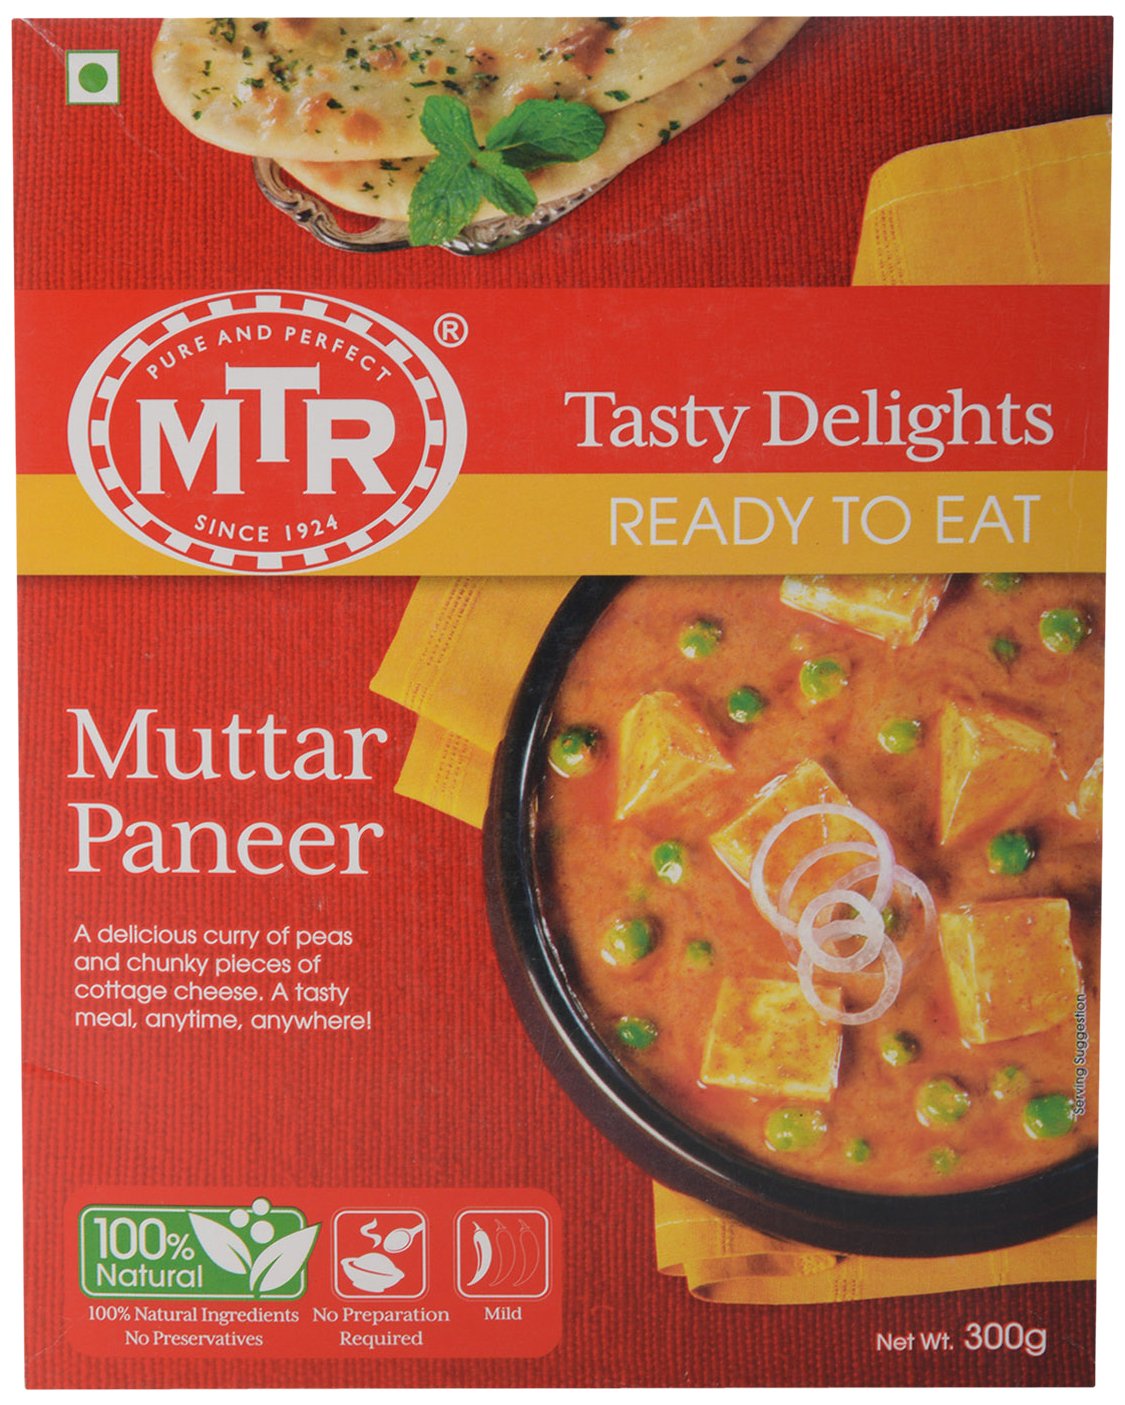 PURE AND PERFECT
MTR
SINCE 1924
®
Tasty Delights
READY TO EAT
Muttar
Paneer
A delicious curry of peas
and chunky pieces of
cottage cheese. A tasty
meal, anytime, anywhere!
Serving Suggestion
100%
Natural
100% Natural Ingredients
No Preservatives
No Preparation
Required
Mild
Net Wt. 300g